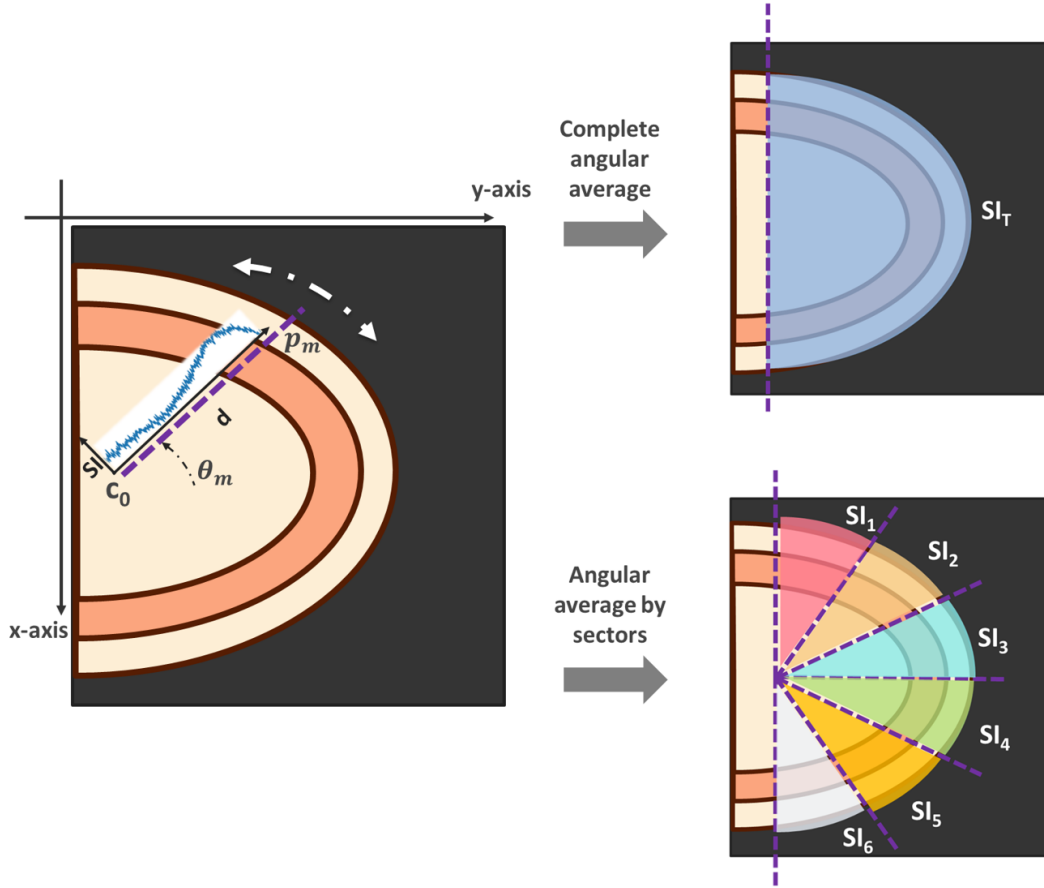 y-axis
p_m
d
SI
θ_m
c_0
x-axis
Complete
angular
average
SI_T
Angular
average by
sectors
SI_1
SI_2
SI_3
SI_4
SI_5
SI_6